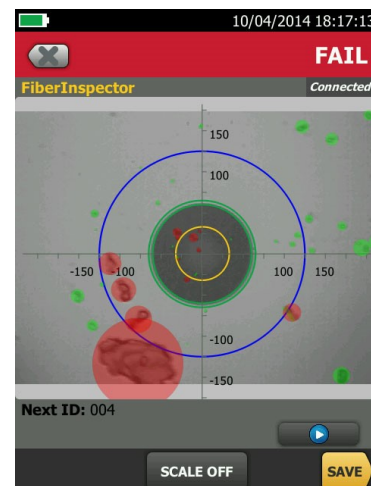 10/04/2014 18:17:13
FAIL
FiberInspector
Connected
150
100
-150 -100 100 150
-100
-150
Next ID: 004
SCALE OFF
SAVE